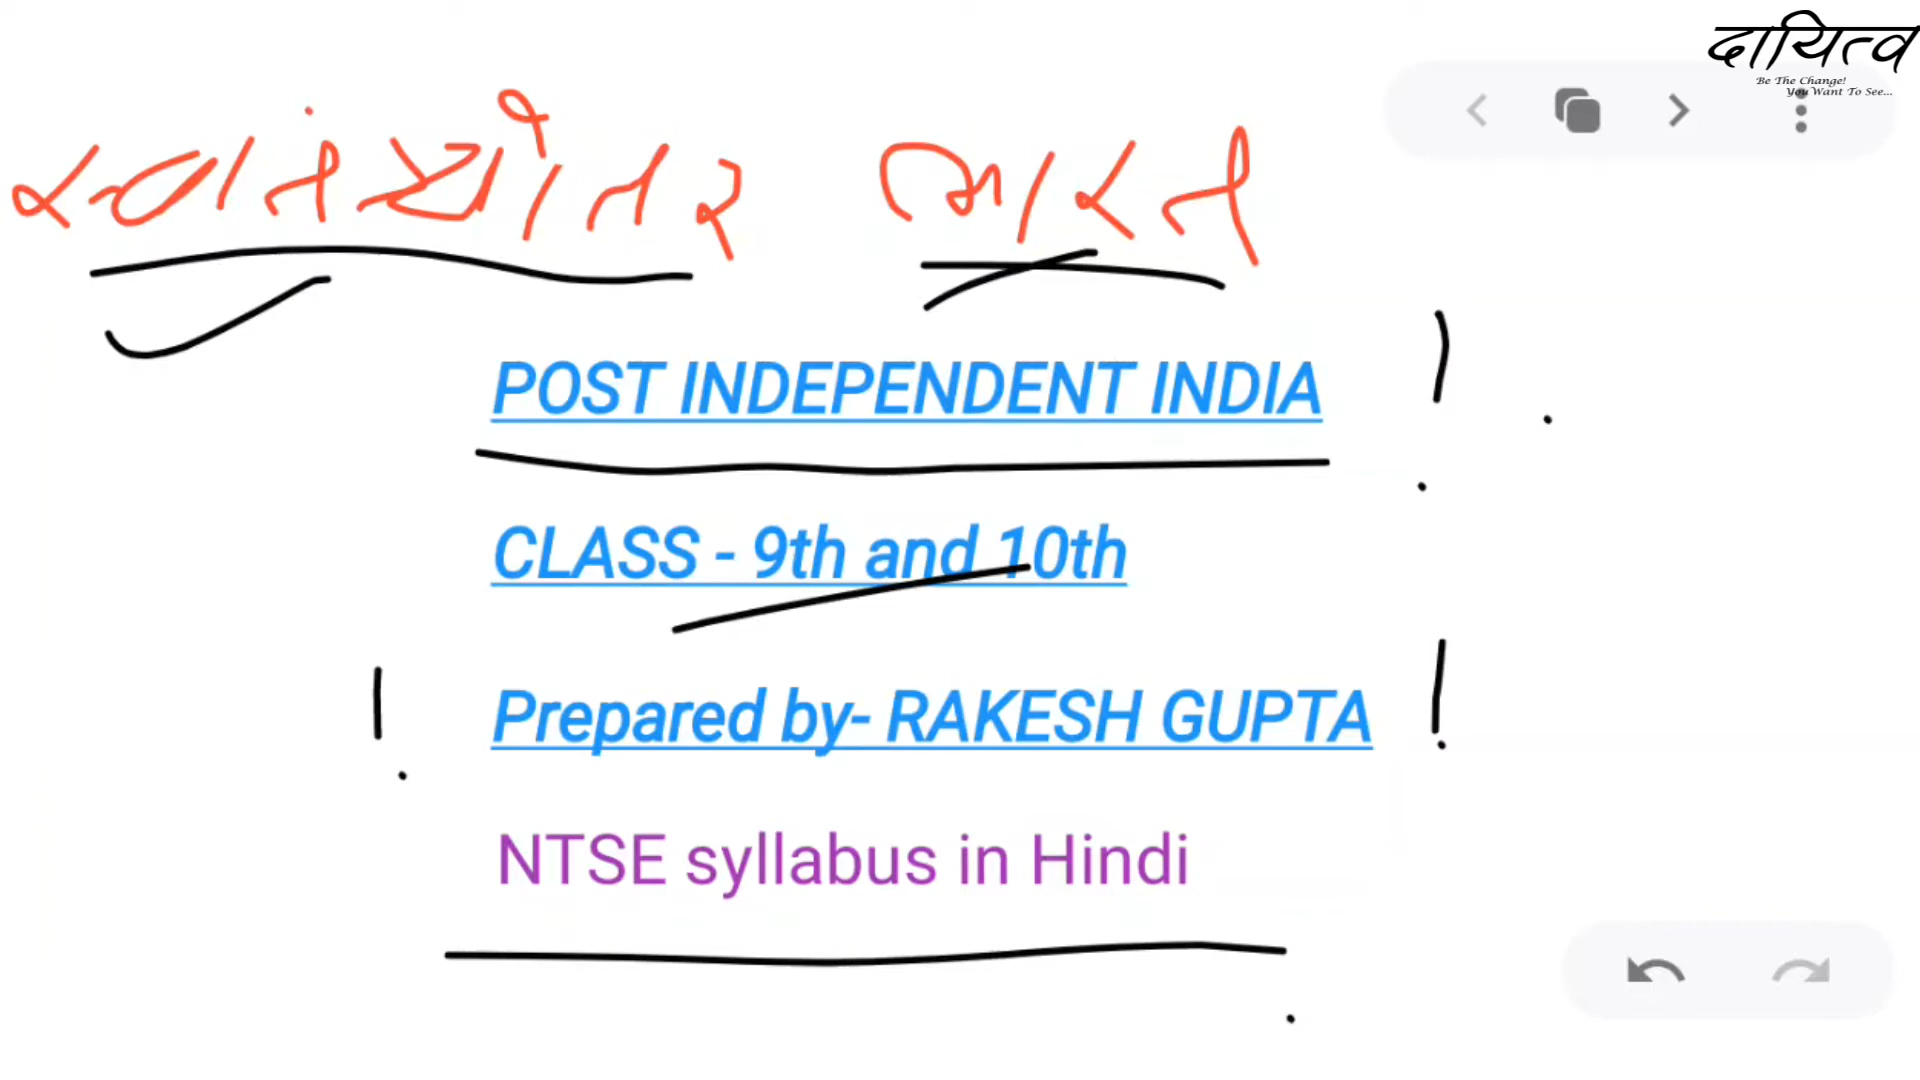 दायित्व
Be The Change!
You Want To See...
स्वातंत्र्योत्तर भारत
POST INDEPENDENT INDIA
CLASS - 9th and 10th
Prepared by- RAKESH GUPTA
NTSE syllabus in Hindi